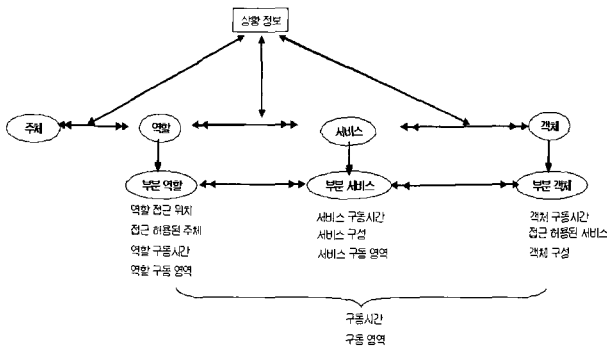 상황 정보
주체
역할
서비스
객체
부분 역할
부분 서비스
부분 객체
역할 접근 위치
접근 허용된 주체
역할 구동시간
역할 구동 영역
서비스 구동시간
서비스 구성
서비스 구동 영역
객체 구동시간
접근 허용된 서비스
객체 구성
구동시간
구동 영역